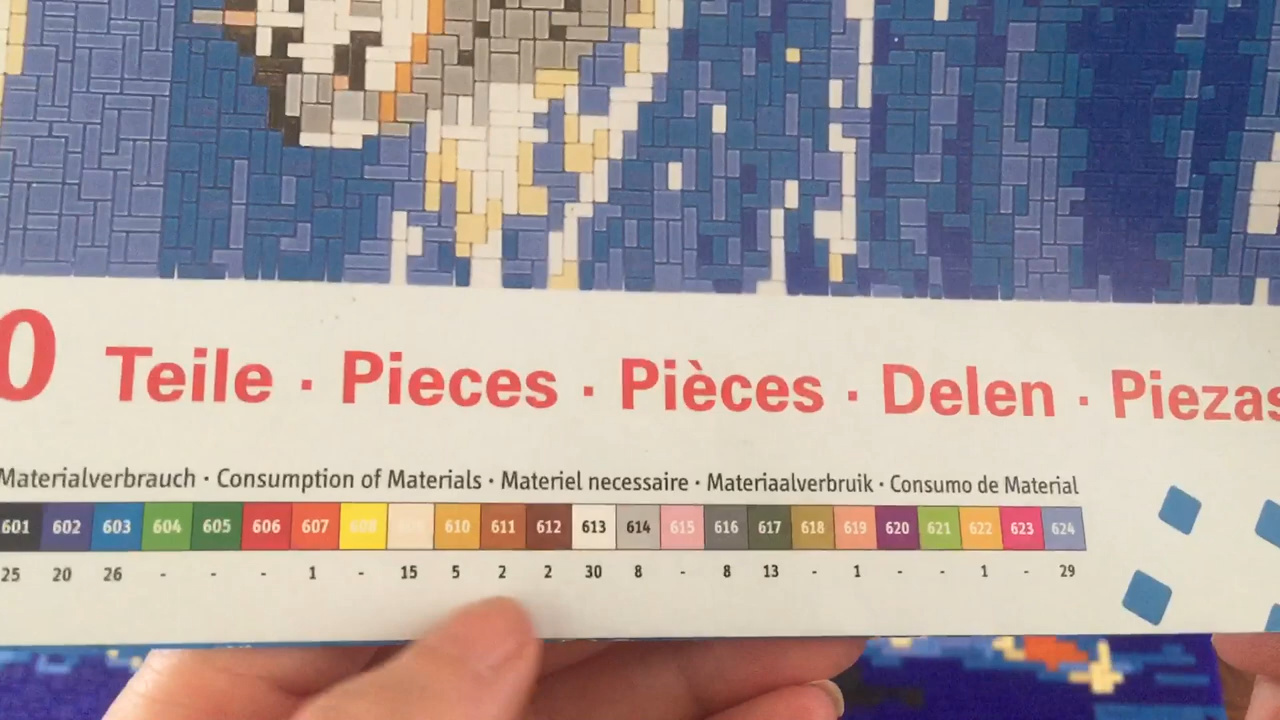 0 Teile · Pieces · Pièces · Delen · Piezas
Materialverbrauch · Consumption of Materials · Materiel necessaire · Materiaalverbruik · Consumo de Material
601 602 603 604 605 606 607 608 610 611 612 613 614 615 616 617 618 619 620 621 622 623 624
25 20 26 - - - 1 - 15 5 2 2 30 8 - 8 13 - 1 - - 1 - 29